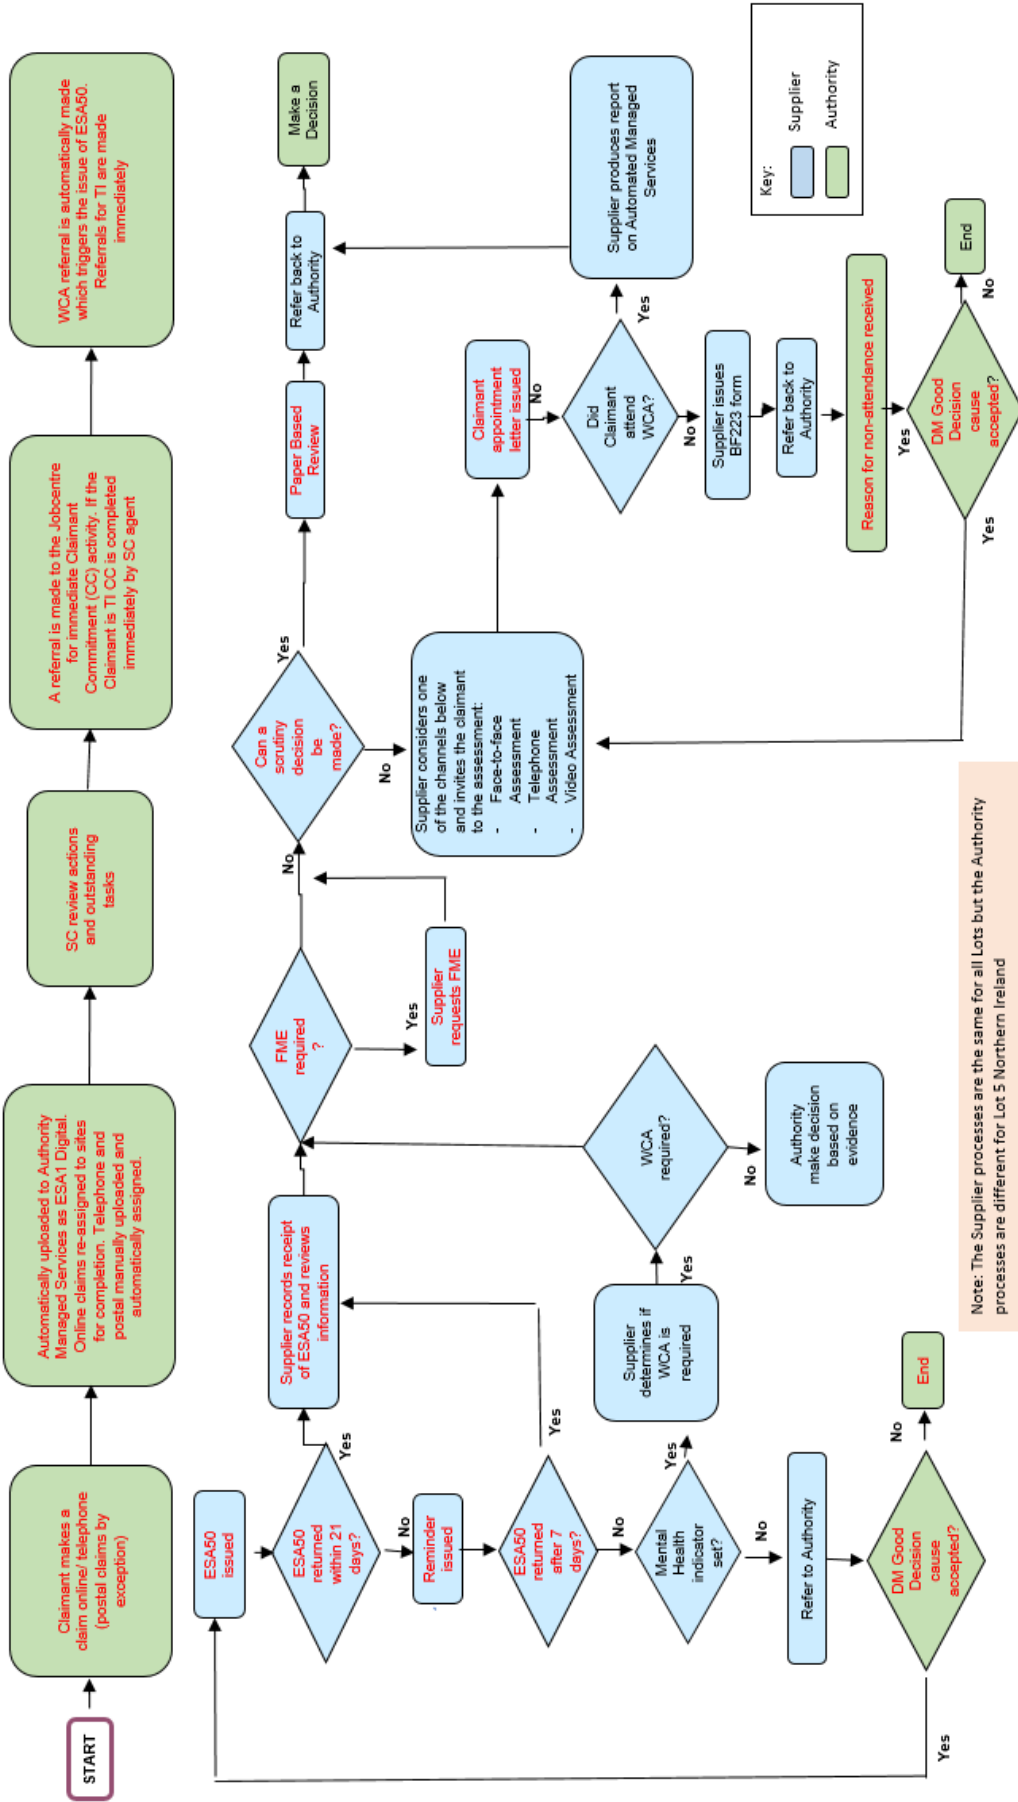 START
Claimant makes a
claim online/ telephone
(postal claims by
exception)
Automatically uploaded to Authority
Managed Services as ESA1 Digital.
Online claims re-assigned to sites
for completion. Telephone and
postal manually uploaded and
automatically assigned.
SC review actions
and outstanding
tasks
A referral is made to the Jobcentre
for immediate Claimant
Commitment (CC) activity. If the
Claimant is TI CC is completed
immediately by SC agent
WCA referral is automatically made
which triggers the issue of ESA50.
Referrals for TI are made
immediately
ESA50
issued
ESA50
returned
within 21
days?
Yes
No
Reminder
issued
ESA50
returned
after 7
days?
Yes
No
Mental
Health
indicator
set?
Yes
No
Refer to Authority
DM Good
Decision
cause
accepted?
Yes
No
End
Supplier records receipt
of ESA50 and reviews
information
Supplier
determines if
WCA is
required
Yes
WCA
required?
No
Authority
make decision
based on
evidence
FME
required
?
Yes
No
Supplier
requests FME
Can a
scrutiny
decision
be
made?
Yes
No
Paper Based
Review
Refer back to
Authority
Make a
Decision
Supplier considers one
of the channels below
and invites the claimant
to the assessment:
- Face-to-face
Assessment
- Telephone
Assessment
- Video Assessment
Claimant
appointment
letter issued
No
Did
Claimant
attend
WCA?
Yes
No
Supplier produces report
on Automated Managed
Services
Supplier issues
BF223 form
Refer back to
Authority
Reason for non-attendance received
Yes
DM Good
Decision
cause
accepted?
Yes
No
End
Key:
Supplier
Authority
Note: The Supplier processes are the same for all Lots but the Authority
processes are different for Lot 5 Northern Ireland